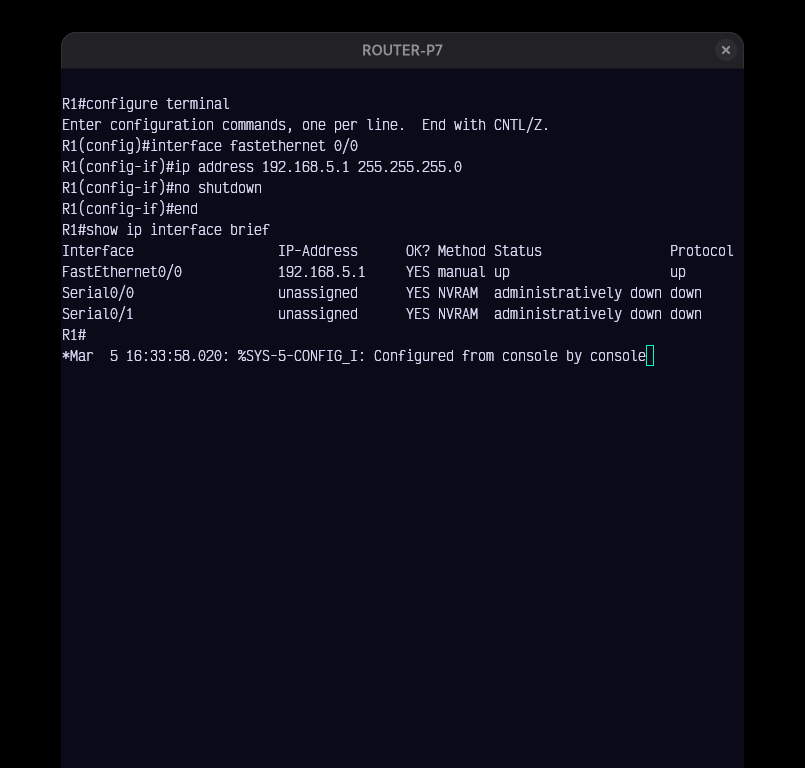 ROUTER-P7
R1#configure terminal
Enter configuration commands, one per line.  End with CNTL/Z.
R1(config)#interface fastethernet 0/0
R1(config-if)#ip address 192.168.5.1 255.255.255.0
R1(config-if)#no shutdown
R1(config-if)#end
R1#show ip interface brief
Interface                  IP-Address      OK? Method Status                Protocol
FastEthernet0/0            192.168.5.1     YES manual up                    up
Serial0/0                  unassigned      YES NVRAM  administratively down down
Serial0/1                  unassigned      YES NVRAM  administratively down down
R1#
*Mar  5 16:33:58.020: %SYS-5-CONFIG_I: Configured from console by console